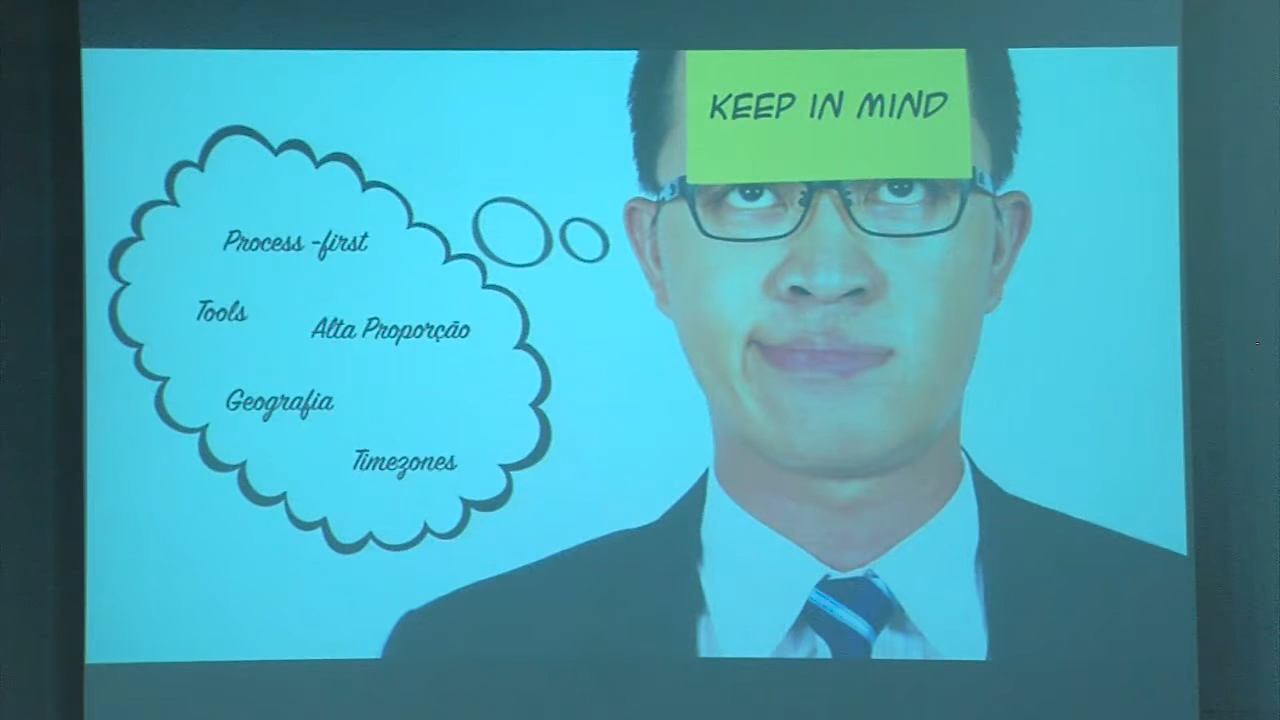 KEEP IN MIND
Process -first
Tools
Alta Proporção
Geografia
Timezones